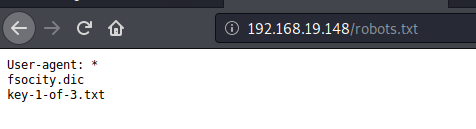 192.168.19.148/robots.txt
User-agent: *
fsocity.dic
key-1-of-3.txt